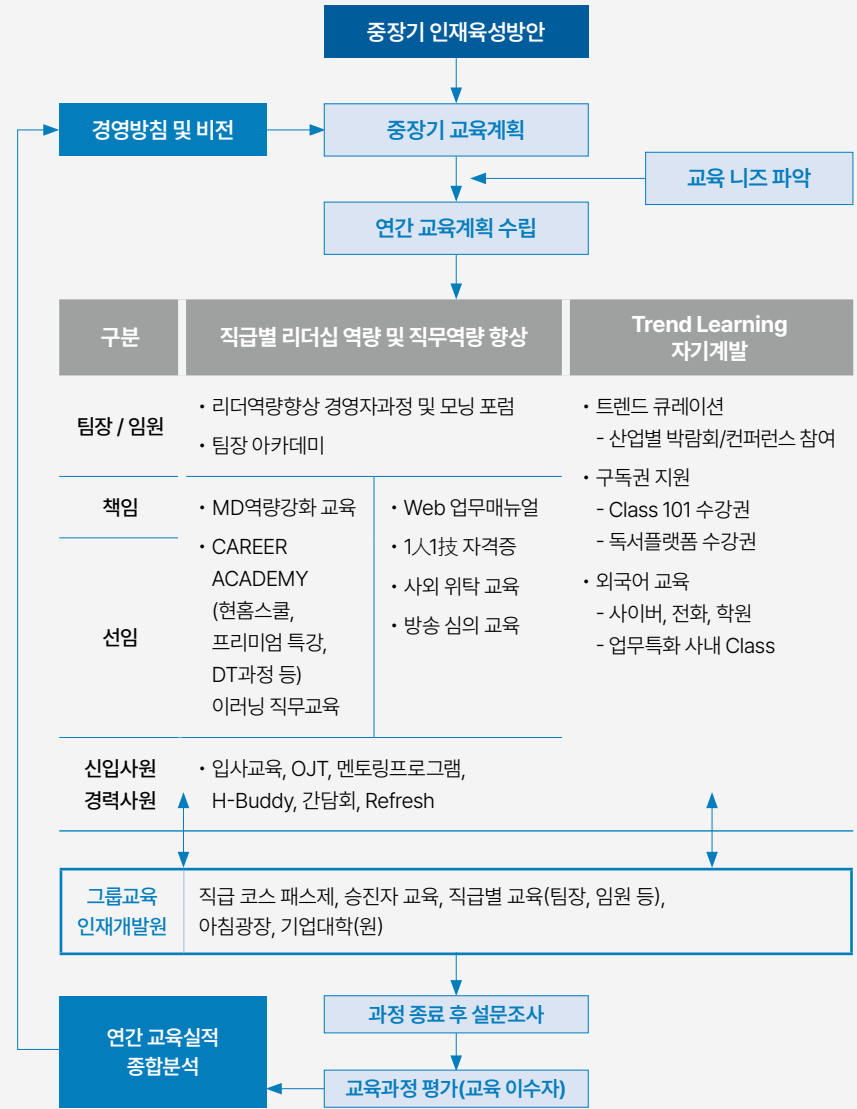 중장기 인재육성방안
경영방침 및 비전
중장기 교육계획
교육 니즈 파악
연간 교육계획 수립
구분
직급별 리더십 역량 및 직무역량 향상
Trend Learning
자기계발
팀장 / 임원
• 리더역량향상 경영자과정 및 모닝 포럼
• 팀장 아카데미
책임
선임
• MD역량강화 교육
• CAREER
ACADEMY
(현홈스쿨,
프리미엄 특강,
DT과정 등)
이러닝 직무교육
• Web 업무매뉴얼
• 1人1技 자격증
• 사외 위탁 교육
• 방송 심의 교육
신입사원
경력사원
• 입사교육, OJT, 멘토링프로그램,
H-Buddy, 간담회, Refresh
• 트렌드 큐레이션
- 산업별 박람회/컨퍼런스 참여
• 구독권 지원
- Class 101 수강권
- 독서플랫폼 수강권
• 외국어 교육
- 사이버, 전화, 학원
- 업무특화 사내 Class
그룹교육
인재개발원
직급 코스 패스제, 승진자 교육, 직급별 교육(팀장, 임원 등),
아침광장, 기업대학(원)
과정 종료 후 설문조사
교육과정 평가(교육 이수자)
연간 교육실적
종합분석